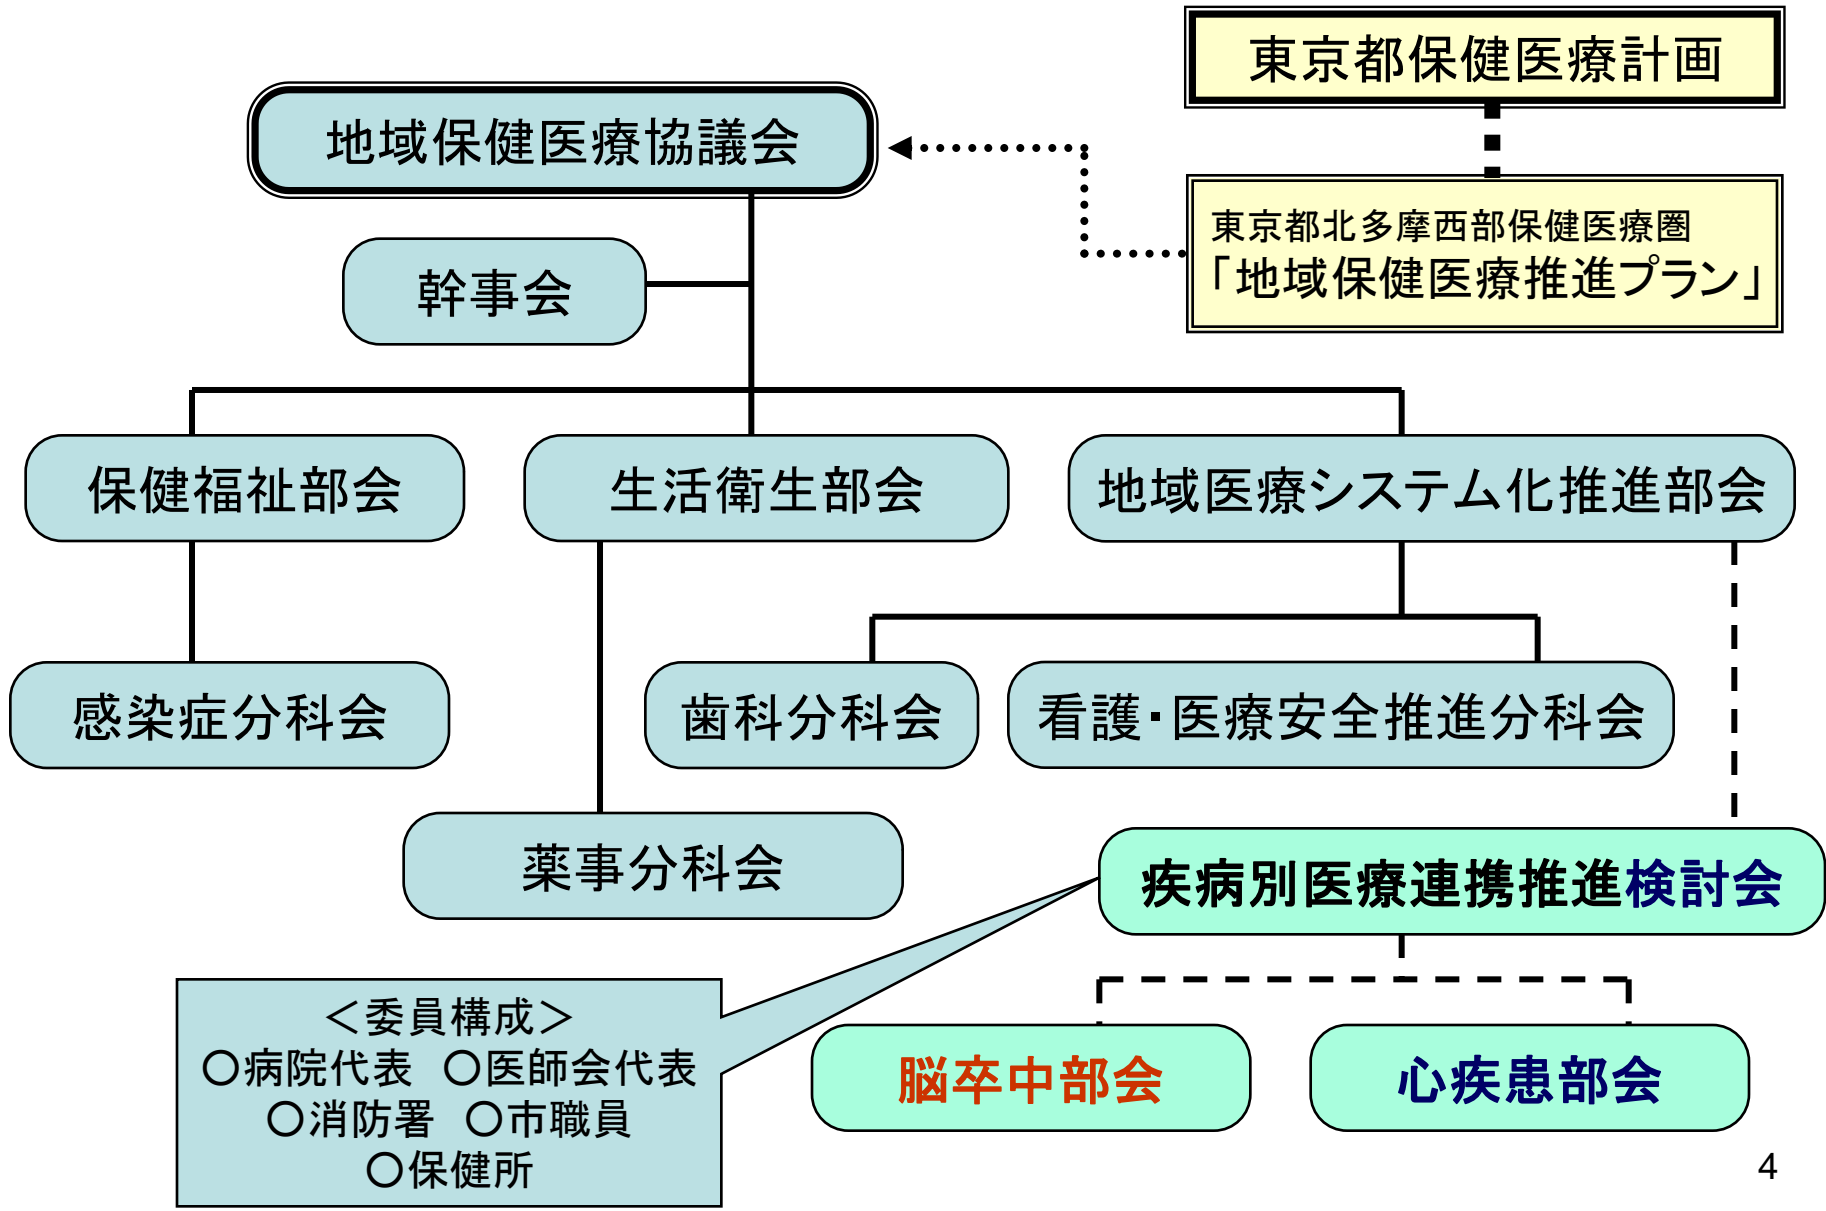 東京都保健医療計画
地域保健医療協議会
東京都北多摩西部保健医療圏
「地域保健医療推進プラン」
幹事会
保健福祉部会
生活衛生部会
地域医療システム化推進部会
感染症分科会
歯科分科会
看護・医療安全推進分科会
薬事分科会
疾病別医療連携推進検討会
＜委員構成＞
○病院代表　○医師会代表
○消防署　○市職員
○保健所
脳卒中部会
心疾患部会
4